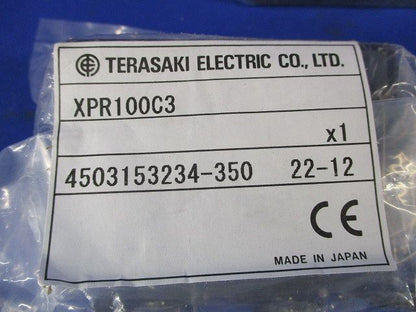 TERASAKI ELECTRIC CO., LTD.
XPR100C3
x1
4503153234-350 22-12
CE
MADE IN JAPAN